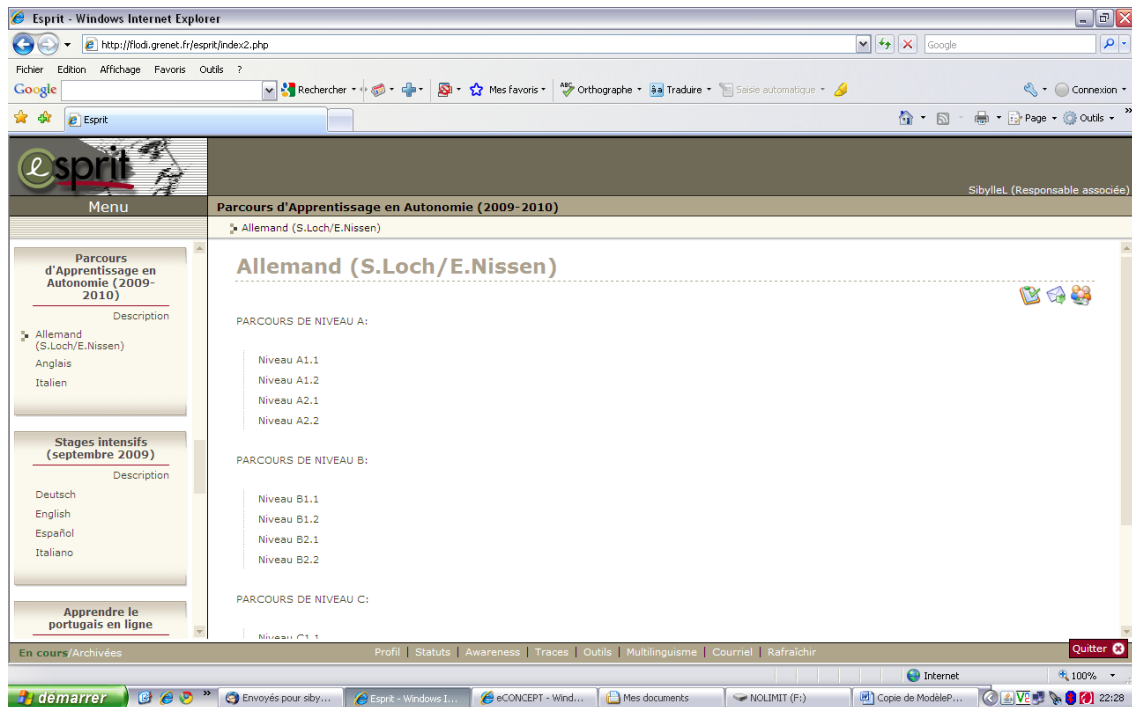 Esprit - Windows Internet Explorer
http://flodi.grenet.fr/esprit/index2.php
Google
Fichier Edition Affichage Favoris Outils ?
Google Rechercher Mes favoris Orthographe Traduire Saisie automatique Connexion
Esprit Page Outils
esprit
SibylleL (Responsable associée)
Menu
Parcours d'Apprentissage en Autonomie (2009-2010)
Allemand (S.Loch/E.Nissen)
Parcours
d'Apprentissage en
Autonomie (2009-
2010)
Description
Allemand
(S.Loch/E.Nissen)
Anglais
Italien
Stages intensifs
(septembre 2009)
Description
Deutsch
English
Español
Italiano
Apprendre le
portugais en ligne
Allemand (S.Loch/E.Nissen)
PARCOURS DE NIVEAU A:
Niveau A1.1
Niveau A1.2
Niveau A2.1
Niveau A2.2
PARCOURS DE NIVEAU B:
Niveau B1.1
Niveau B1.2
Niveau B2.1
Niveau B2.2
PARCOURS DE NIVEAU C:
Niveau C1.1
En cours/Archivées
Profil | Statuts | Awareness | Traces | Outils | Multilinguisme | Courriel | Rafraîchir
Quitter
Internet 100%
démarrer Envoyés pour siby... Esprit - Windows I... eCONCEPT - Wind... Mes documents NOLIMIT (F:) Copie de ModèleP... 22:28